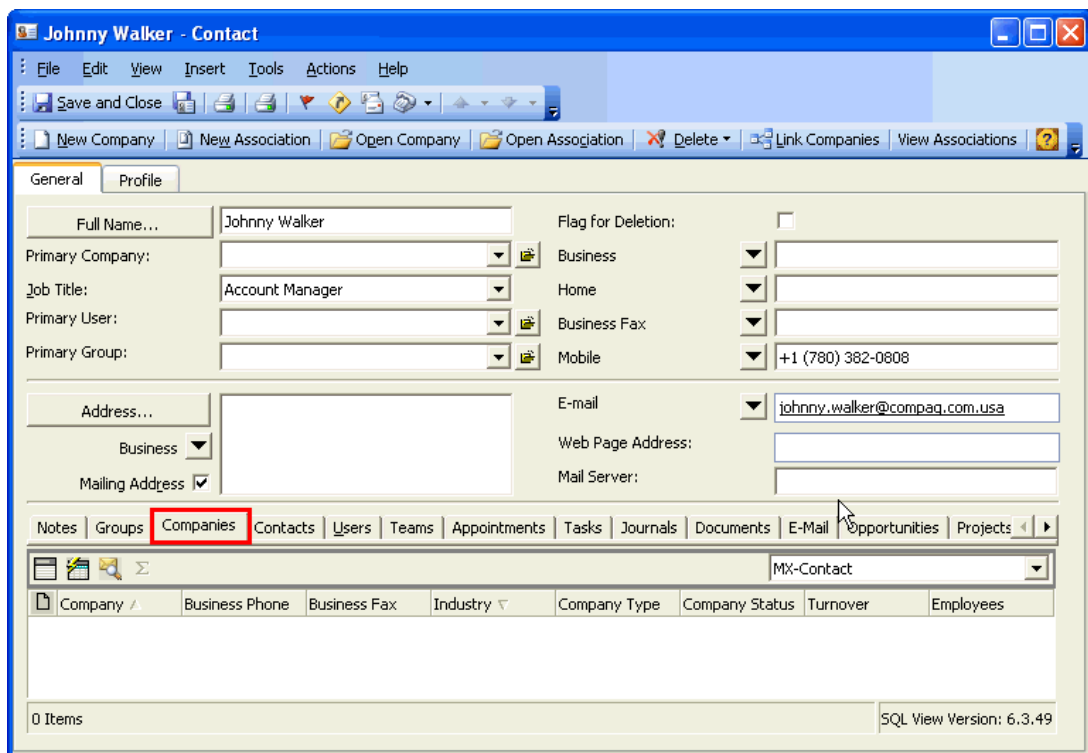 Johnny Walker - Contact
File Edit View Insert Tools Actions Help
Save and Close
New Company New Association Open Company Open Association Delete Link Companies View Associations
General Profile
Full Name... Johnny Walker Flag for Deletion:
Primary Company: Business
Job Title: Account Manager Home
Primary User: Business Fax
Primary Group: Mobile +1 (780) 382-0808
Address... E-mail johnny.walker@compaq.com.usa
Business Web Page Address:
Mailing Address Mail Server:
Notes Groups Companies Contacts Users Teams Appointments Tasks Journals Documents E-Mail Opportunities Projects
Σ MX-Contact
Company Business Phone Business Fax Industry Company Type Company Status Turnover Employees
0 Items SQL View Version: 6.3.49